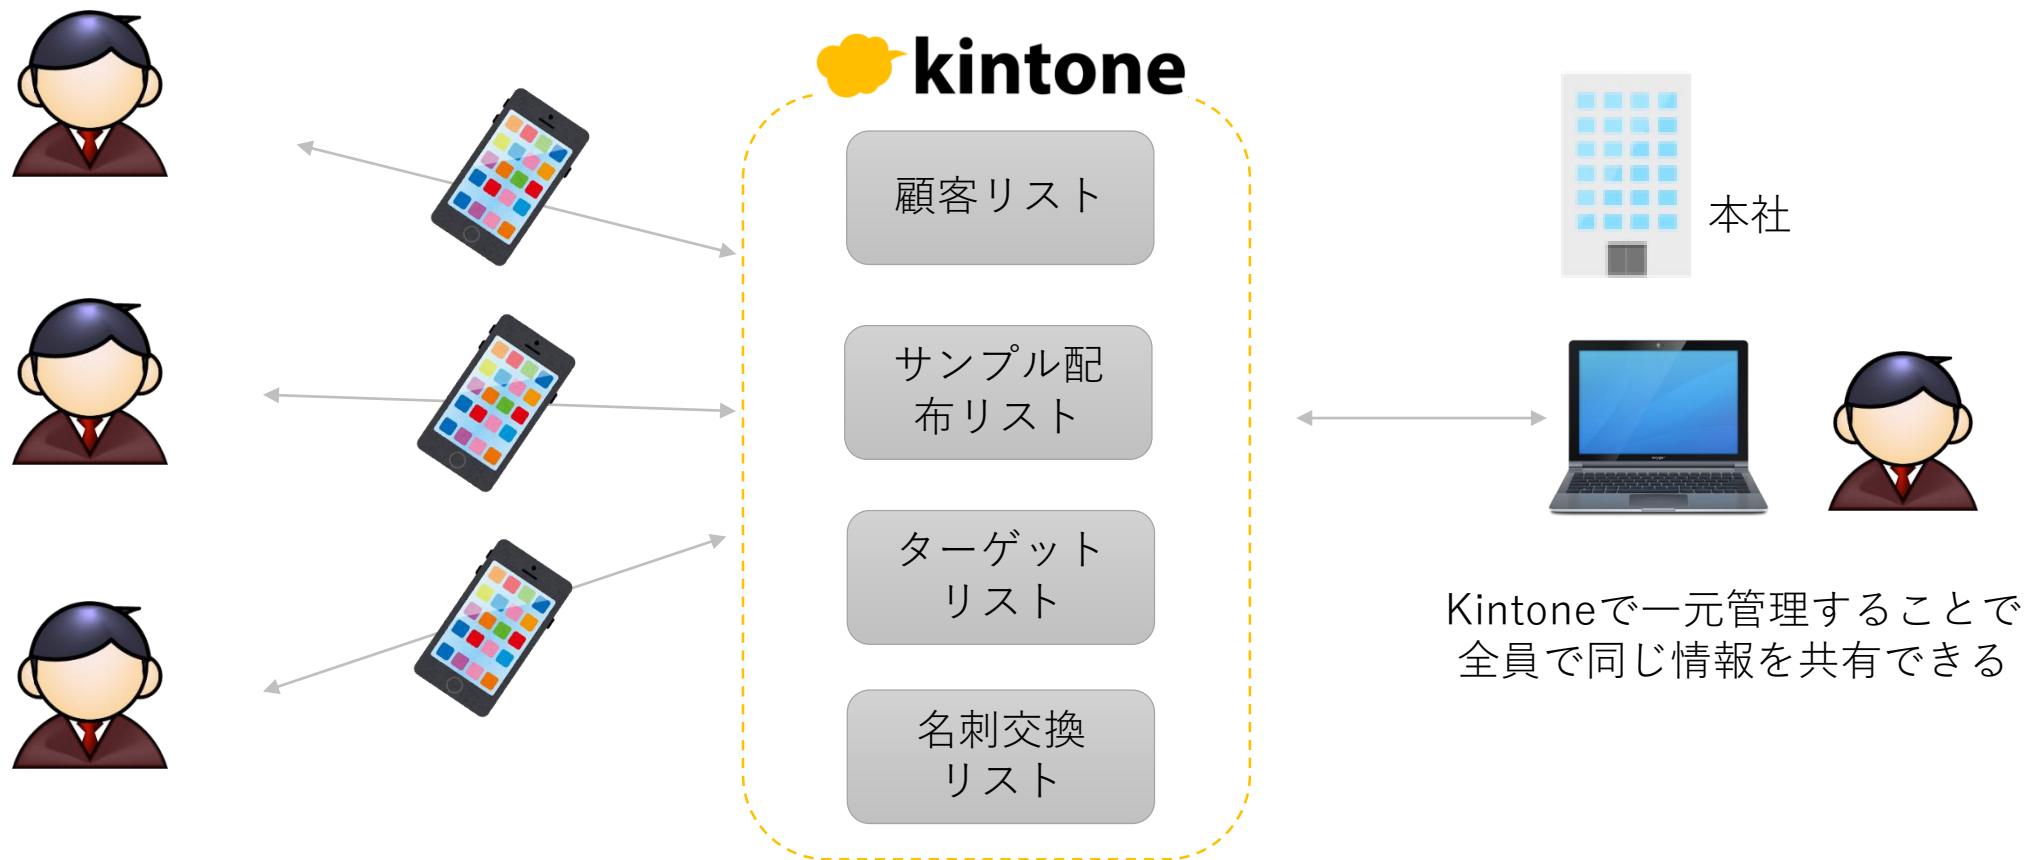 kintone
顧客リスト
サンプル配
布リスト
ターゲット
リスト
名刺交換
リスト
本社
Kintoneで一元管理することで
全員で同じ情報を共有できる